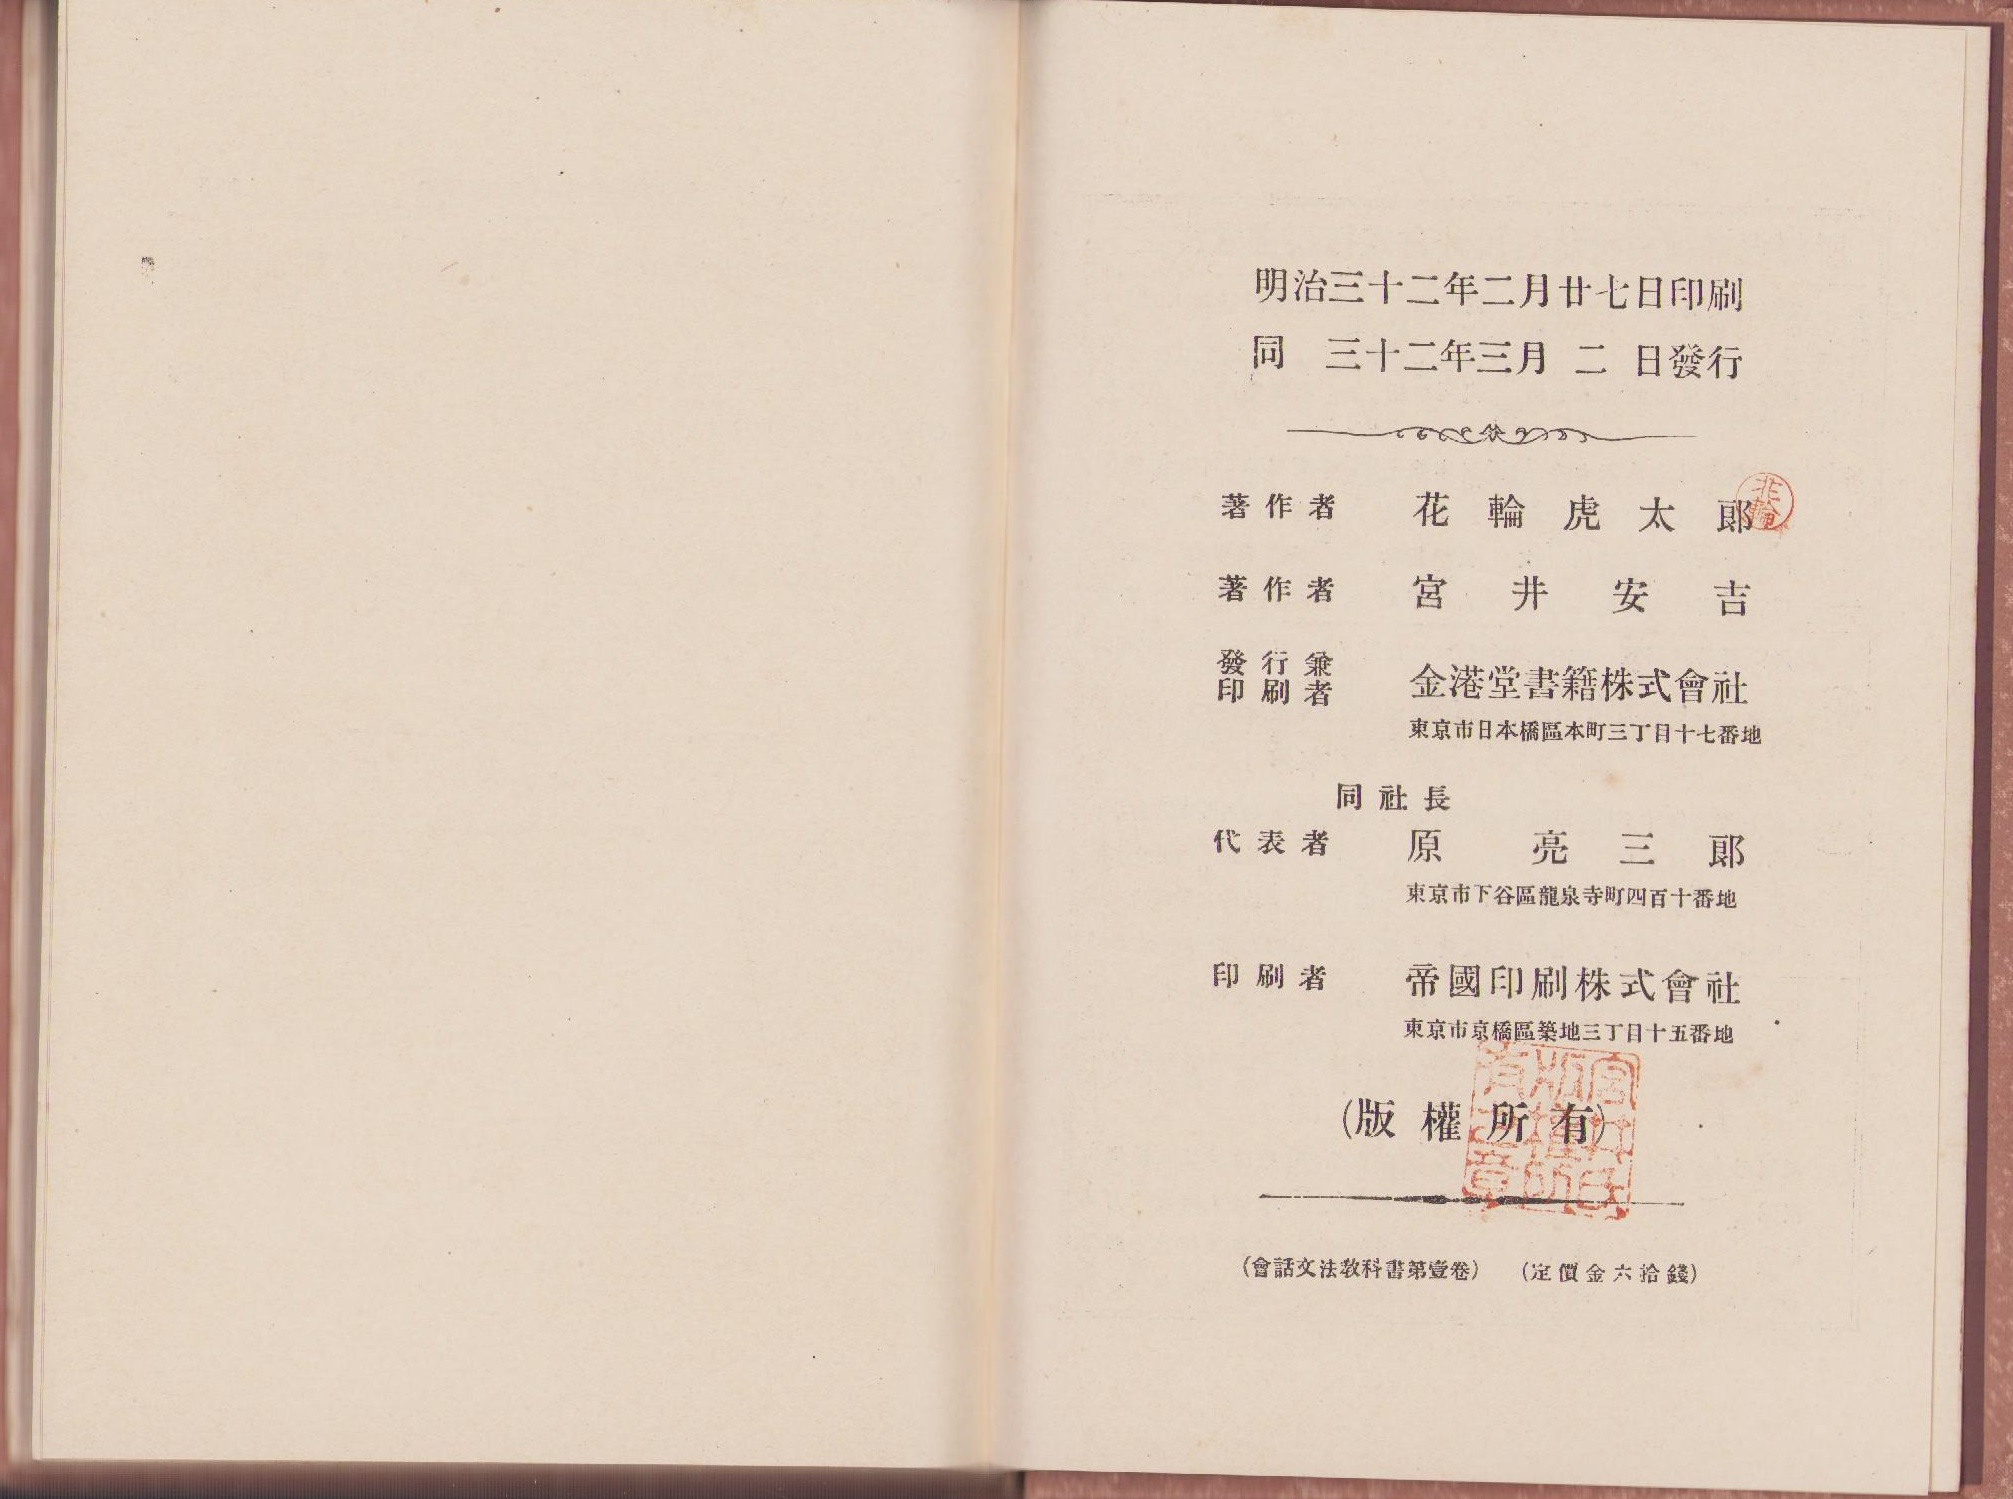 明治三十二年二月廿七日印刷
同　三十二年三月　二　日發行
著作者　花輪虎太郎
著作者　宮井安吉
發行兼
印刷者　金港堂書籍株式會社
東京市日本橋區本町三丁目十七番地
同社長
代表者　原亮三郎
東京市下谷區龍泉寺町四百十番地
印刷者　帝國印刷株式會社
東京市京橋區築地三丁目十五番地
(版權所有)
(會話文法教科書第壹卷)　(定價金六拾錢)